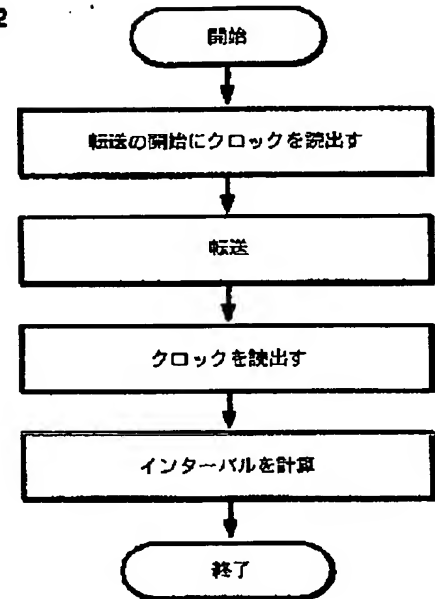 2
開始
転送の開始にクロックを読出す
転送
クロックを読出す
インターバルを計算
終了